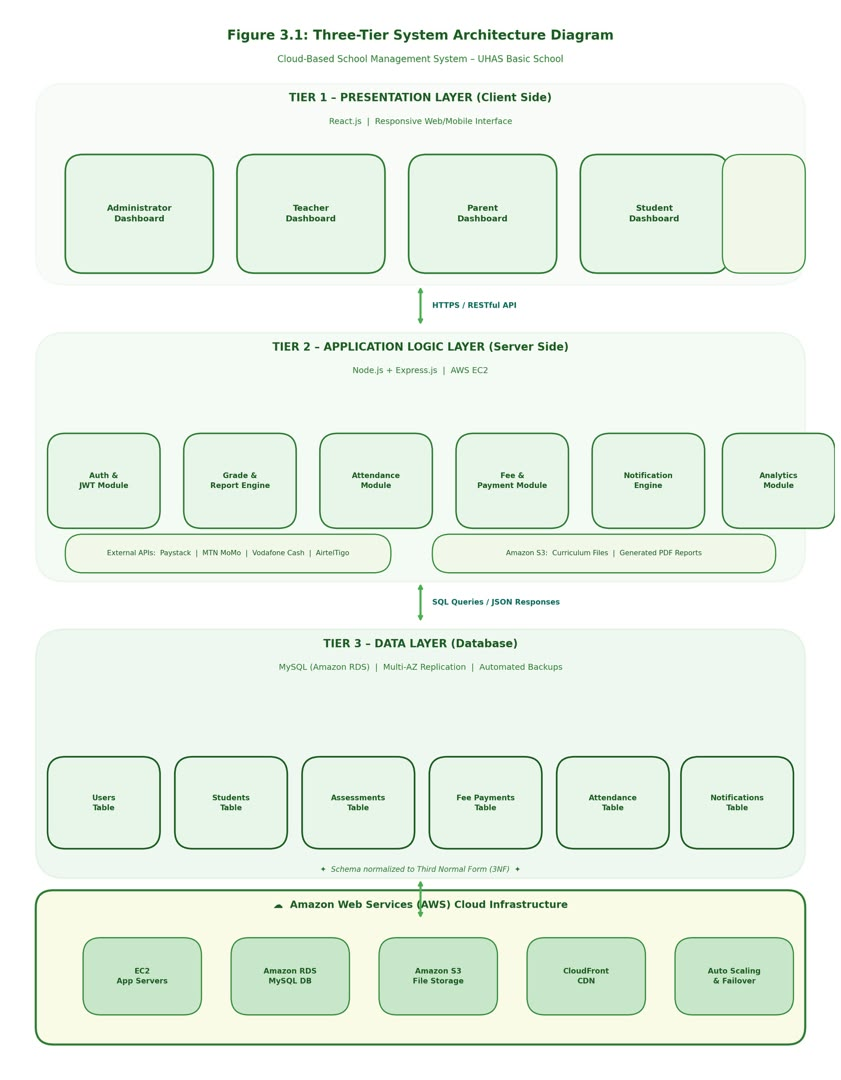 Figure 3.1: Three-Tier System Architecture Diagram
Cloud-Based School Management System – UHAS Basic School
TIER 1 – PRESENTATION LAYER (Client Side)
React.js | Responsive Web/Mobile Interface
Administrator
Dashboard
Teacher
Dashboard
Parent
Dashboard
Student
Dashboard
HTTPS / RESTful API
TIER 2 – APPLICATION LOGIC LAYER (Server Side)
Node.js + Express.js | AWS EC2
Auth &
JWT Module
Grade &
Report Engine
Attendance
Module
Fee &
Payment Module
Notification
Engine
Analytics
Module
External APIs: Paystack | MTN MoMo | Vodafone Cash | AirtelTigo
Amazon S3: Curriculum Files | Generated PDF Reports
SQL Queries / JSON Responses
TIER 3 – DATA LAYER (Database)
MySQL (Amazon RDS) | Multi-AZ Replication | Automated Backups
Users
Table
Students
Table
Assessments
Table
Fee Payments
Table
Attendance
Table
Notifications
Table
✦ Schema normalized to Third Normal Form (3NF) ✦
☁ Amazon Web Services (AWS) Cloud Infrastructure
EC2
App Servers
Amazon RDS
MySQL DB
Amazon S3
File Storage
CloudFront
CDN
Auto Scaling
& Failover